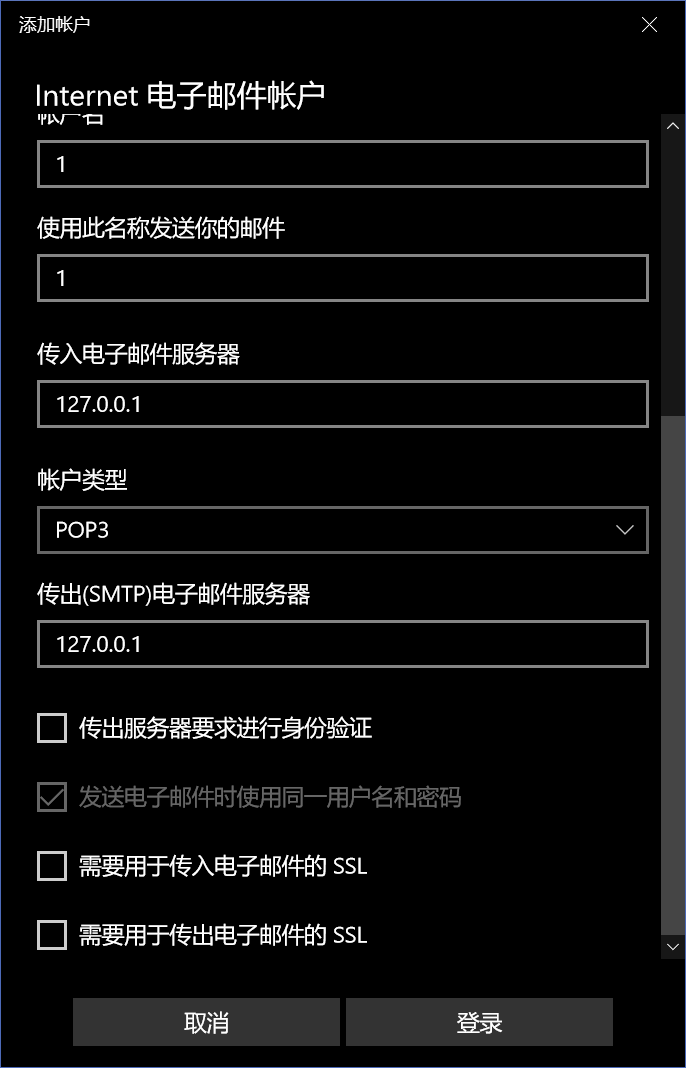 添加帐户
Internet 电子邮件帐户
帐户名
1
使用此名称发送你的邮件
1
传入电子邮件服务器
127.0.0.1
帐户类型
POP3
传出(SMTP)电子邮件服务器
127.0.0.1
传出服务器要求进行身份验证
发送电子邮件时使用同一用户名和密码
需要用于传入电子邮件的 SSL
需要用于传出电子邮件的 SSL
取消
登录